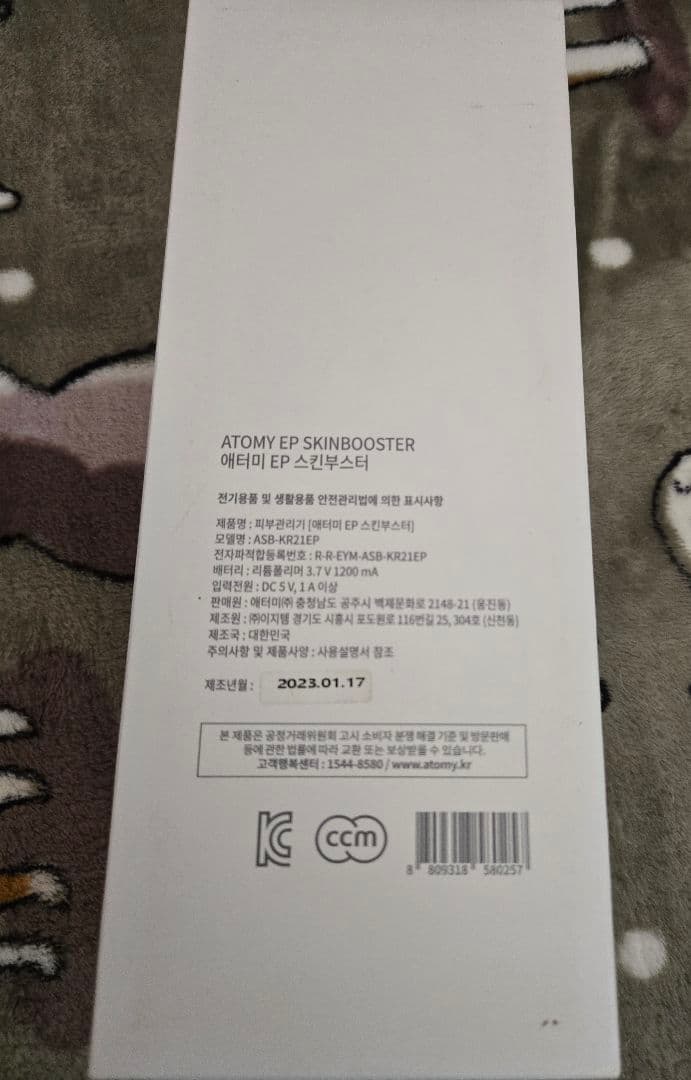 ATOMY EP SKINBOOSTER
애터미 EP 스킨부스터
전기용품 및 생활용품 안전관리법에 의한 표시사항
제품명 : 피부관리기 [애터미 EP 스킨부스터]
모델명 : ASB-KR21EP
전자파적합등록번호 : R-R-EYM-ASB-KR21EP
배터리 : 리튬폴리머 3.7 V 1200 mA
입력전원 : DC 5 V, 1 A 이상
판매원 : 애터미㈜ 충청남도 공주시 백제문화로 2148-21 (웅진동)
제조원 : ㈜이지템 경기도 시흥시 포도원로 116번길 25, 304호 (신천동)
제조국 : 대한민국
주의사항 및 제품사양 : 사용설명서 참조
제조년월 : 2023.01.17
본 제품은 공정거래위원회 고시 소비자 분쟁 해결 기준 및 방문판매
등에 관한 법률에 따라 교환 또는 보상받을 수 있습니다.
고객행복센터 : 1544-8580 / www.atomy.kr
KC ccm
8 809318 580257